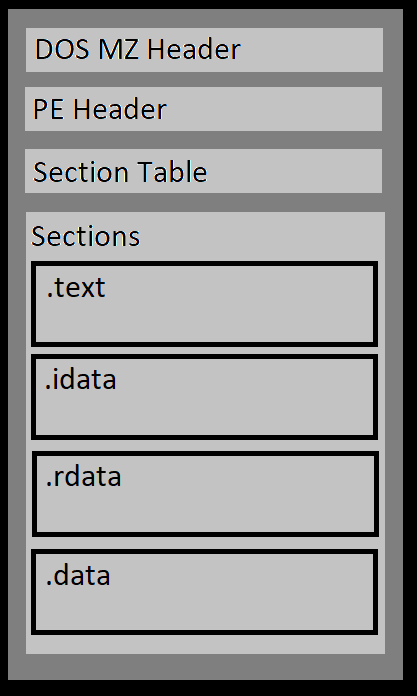 DOS MZ Header
PE Header
Section Table
Sections
.text
.idata
.rdata
.data